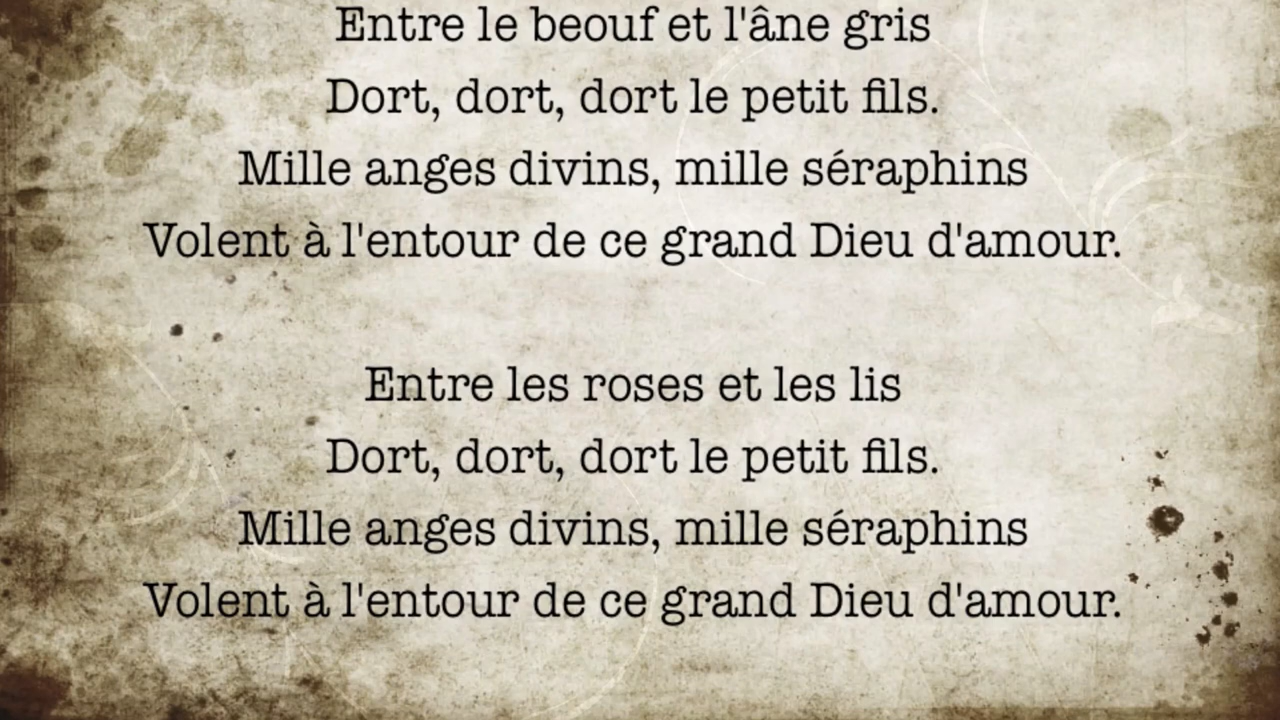 Entre le beouf et l'âne gris
Dort, dort, dort le petit fils.
Mille anges divins, mille séraphins
Volent à l'entour de ce grand Dieu d'amour.
Entre les roses et les lis
Dort, dort, dort le petit fils.
Mille anges divins, mille séraphins
Volent à l'entour de ce grand Dieu d'amour.